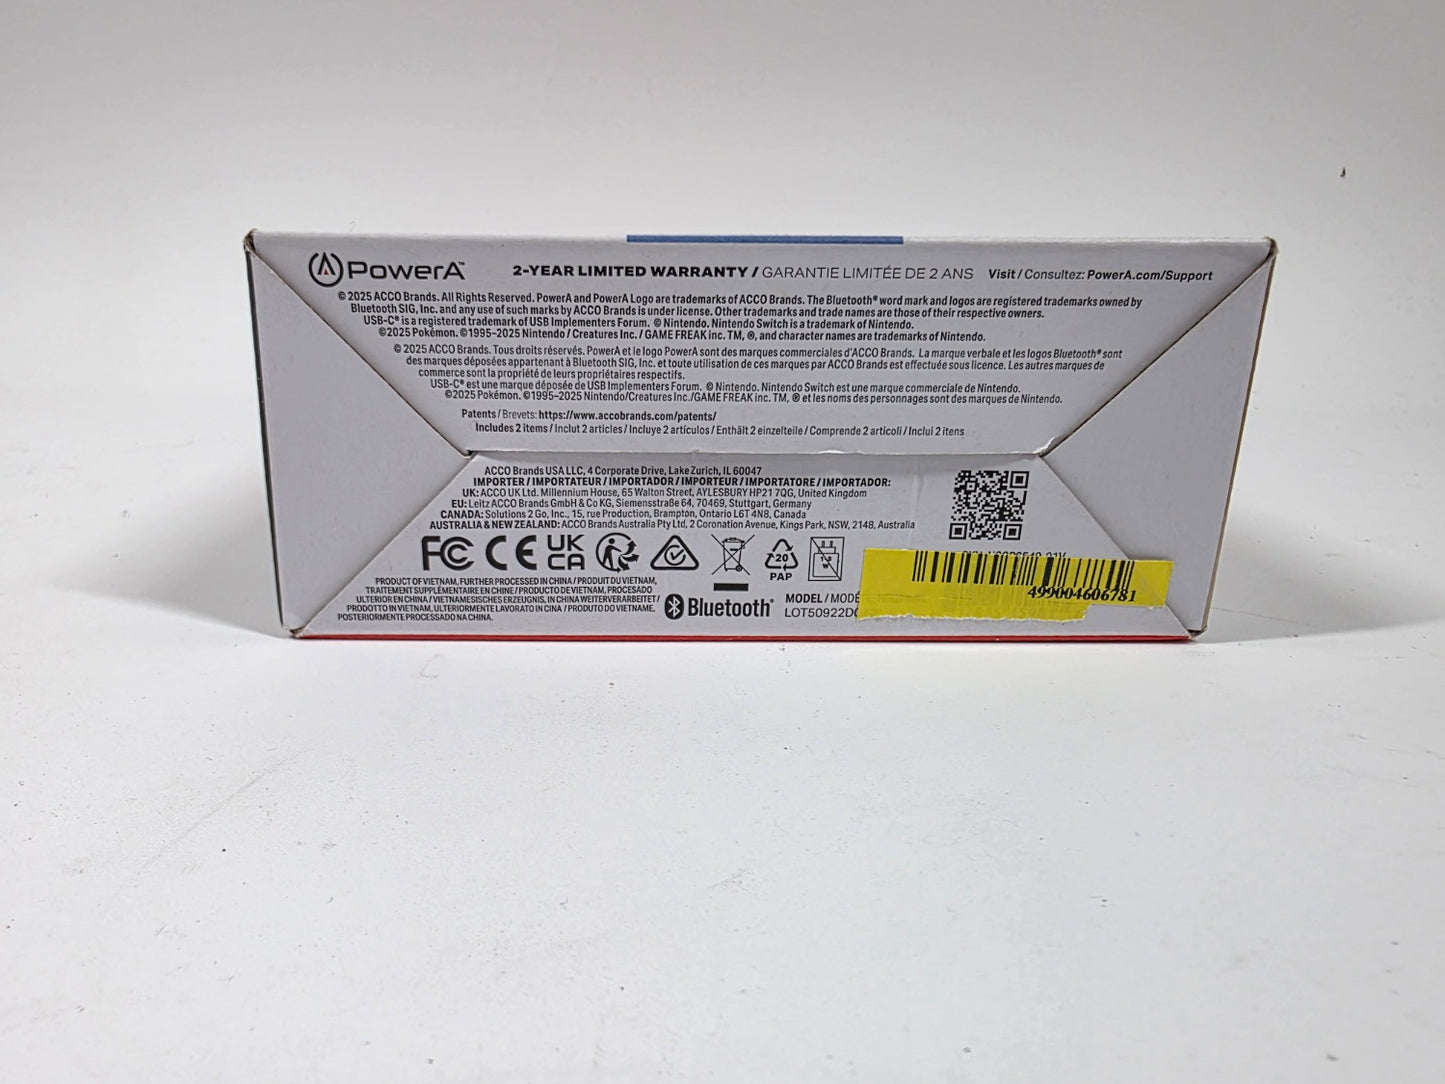 PowerA™ 2-YEAR LIMITED WARRANTY / GARANTIE LIMITÉE DE 2 ANS Visit / Consultez: PowerA.com/Support
© 2025 ACCO Brands. All Rights Reserved. PowerA and PowerA Logo are trademarks of ACCO Brands. The Bluetooth® word mark and logos are registered trademarks owned by
Bluetooth SIG, Inc. and any use of such marks by ACCO Brands is under license. Other trademarks and trade names are those of their respective owners.
USB-C® is a registered trademark of USB Implementers Forum. © Nintendo. Nintendo Switch is a trademark of Nintendo.
©2025 Pokémon. ©1995–2025 Nintendo / Creatures Inc. / GAME FREAK inc. TM, ®, and character names are trademarks of Nintendo.
© 2025 ACCO Brands. Tous droits réservés. PowerA et le logo PowerA sont des marques commerciales d'ACCO Brands. La marque verbale et les logos Bluetooth® sont
des marques déposées appartenant à Bluetooth SIG, Inc. et toute utilisation de ces marques par ACCO Brands est effectuée sous licence. Les autres marques de
commerce sont la propriété de leurs propriétaires respectifs.
USB-C® est une marque déposée de USB Implementers Forum. © Nintendo. Nintendo Switch est une marque commerciale de Nintendo.
©2025 Pokémon. ©1995–2025 Nintendo/Creatures Inc./GAME FREAK inc. TM, ® et les noms des personnages sont des marques de Nintendo.
Patents / Brevets: https://www.accobrands.com/patents/
Includes 2 items / Inclut 2 articles / Incluye 2 artículos / Enthält 2 einzelteile / Comprende 2 articoli / Inclui 2 itens
ACCO Brands USA LLC, 4 Corporate Drive, Lake Zurich, IL 60047
IMPORTER / IMPORTATEUR / IMPORTADOR / IMPORTEUR / IMPORTATORE / IMPORTADOR:
UK: ACCO UK Ltd. Millennium House, 65 Walton Street, AYLESBURY HP21 7QG, United Kingdom
EU: Leitz ACCO Brands GmbH & Co KG, Siemensstraße 64, 70469, Stuttgart, Germany
CANADA: Solutions 2 Go, Inc., 15, rue Production, Brampton, Ontario L6T 4N8, Canada
AUSTRALIA & NEW ZEALAND: ACCO Brands Australia Pty Ltd, 2 Coronation Avenue, Kings Park, NSW, 2148, Australia
FC CE UK
CA
20
PAP
499004606781
PRODUCT OF VIETNAM, FURTHER PROCESSED IN CHINA / PRODUIT DU VIETNAM,
TRAITEMENT SUPPLÉMENTAIRE EN CHINE / PRODUCTO DE VIETNAM, PROCESADO
ULTERIOR EN CHINA / VIETNAMESISCHES ERZEUGNIS, IN CHINA WEITERVERARBEITET /
PRODOTTO IN VIETNAM, ULTERIORMENTE LAVORATO IN CINA / PRODUTO DO VIETNAME,
POSTERIORMENTE PROCESSADO NA CHINA.
Bluetooth®
MODEL / MODÈ
LOT50922D